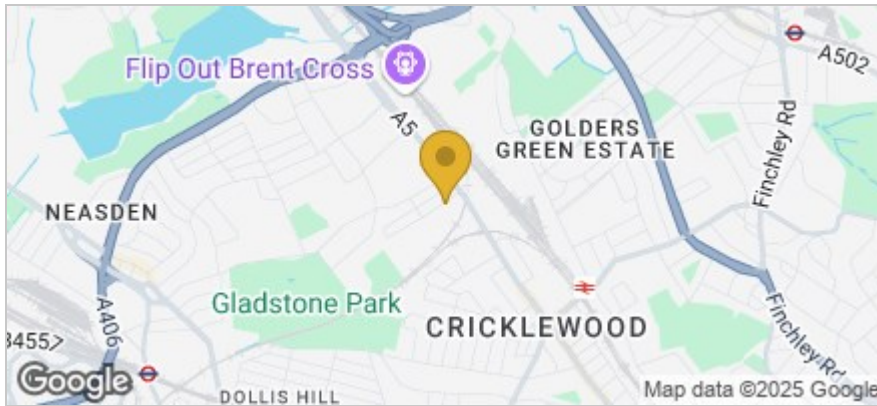 Flip Out Brent Cross
A5
A502
GOLDERS
GREEN ESTATE
Finchley Rd
NEASDEN
Gladstone Park
CRICKLEWOOD
A406
Finchley Rd
3455
DOLLIS HILL
Google
Map data ©2025 Google